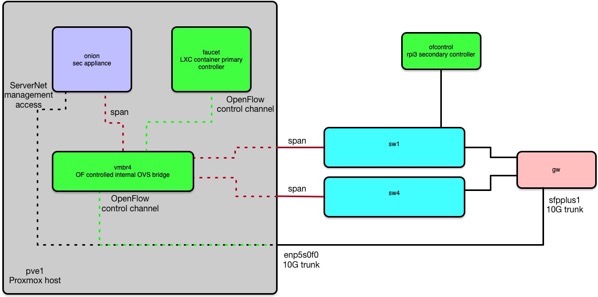 onion
sec appliance
faucet
LXC container primary
controller
ofcontrol
rpi3 secondary controller
ServerNet
management
access
span
OpenFlow
control channel
span
sw1
vmbr4
OF controlled internal OVS bridge
gw
span
sw4
OpenFlow
control channel
sfpplus1
10G trunk
enp5s0f0
10G trunk
pve1
Proxmox host